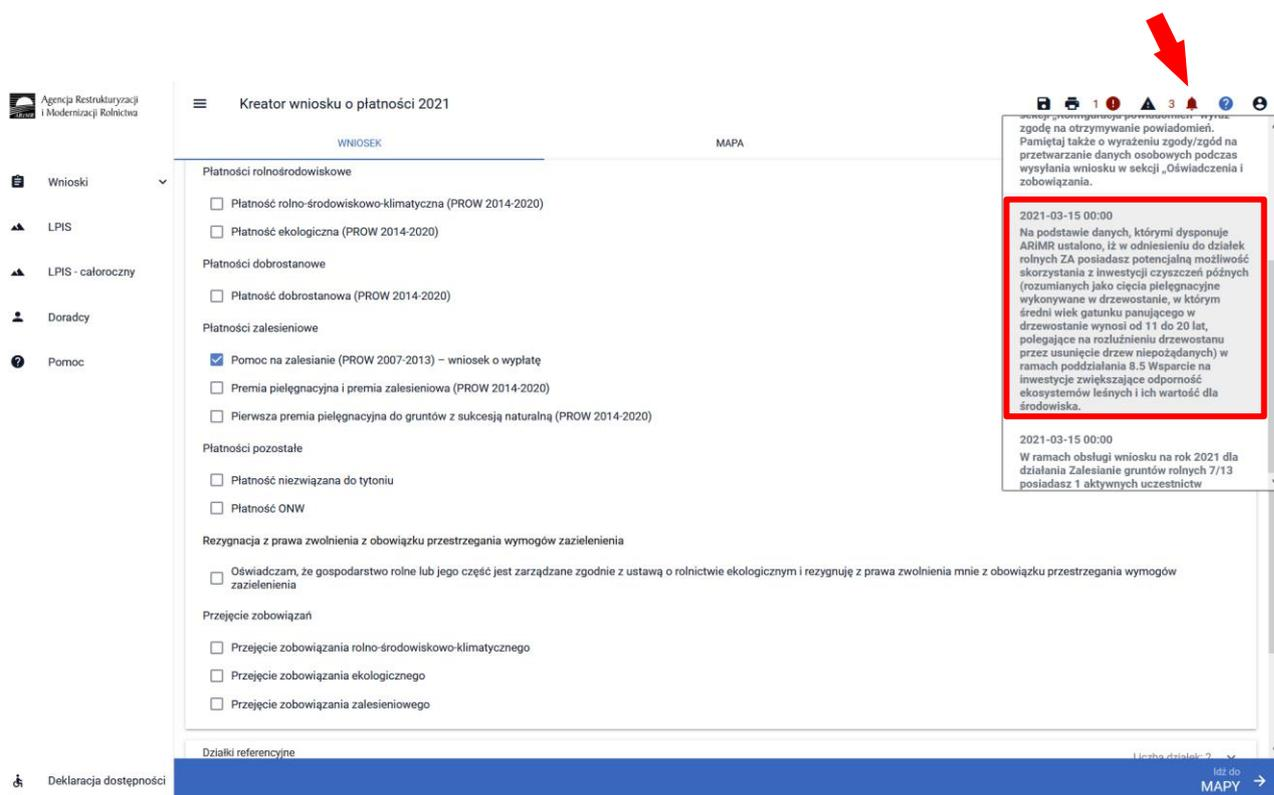 Agencja Restrukturyzacji
i Modernizacji Rolnictwa
ARiMR
Kreator wniosku o płatności 2021
1
3
WNIOSEK
MAPA
Wnioski
LPIS
LPIS - całoroczny
Doradcy
Pomoc
Deklaracja dostępności
Płatności rolnośrodowiskowe
Płatność rolno-środowiskowo-klimatyczna (PROW 2014-2020)
Płatność ekologiczna (PROW 2014-2020)
Płatności dobrostanowe
Płatność dobrostanowa (PROW 2014-2020)
Płatności zalesieniowe
Pomoc na zalesianie (PROW 2007-2013) – wniosek o wypłatę
Premia pielęgnacyjna i premia zalesieniowa (PROW 2014-2020)
Pierwsza premia pielęgnacyjna do gruntów z sukcesją naturalną (PROW 2014-2020)
Płatności pozostałe
Płatność niezwiązana do tytoniu
Płatność ONW
Rezygnacja z prawa zwolnienia z obowiązku przestrzegania wymogów zazielenienia
Oświadczam, że gospodarstwo rolne lub jego część jest zarządzane zgodnie z ustawą o rolnictwie ekologicznym i rezygnuję z prawa zwolnienia mnie z obowiązku przestrzegania wymogów
zazielenienia
Przejęcie zobowiązań
Przejęcie zobowiązania rolno-środowiskowo-klimatycznego
Przejęcie zobowiązania ekologicznego
Przejęcie zobowiązania zalesieniowego
Działki referencyjne
Liczba działek: 2
Idź do
MAPY
sekcji „Konfiguracja powiadomień" wyraź
zgodę na otrzymywanie powiadomień.
Pamiętaj także o wyrażeniu zgody/zgód na
przetwarzanie danych osobowych podczas
wysyłania wniosku w sekcji „Oświadczenia i
zobowiązania.
2021-03-15 00:00
Na podstawie danych, którymi dysponuje
ARiMR ustalono, iż w odniesieniu do działek
rolnych ZA posiadasz potencjalną możliwość
skorzystania z inwestycji czyszczeń późnych
(rozumianych jako cięcia pielęgnacyjne
wykonywane w drzewostanie, w którym
średni wiek gatunku panującego w
drzewostanie wynosi od 11 do 20 lat,
polegające na rozluźnieniu drzewostanu
przez usunięcie drzew niepożądanych) w
ramach poddziałania 8.5 Wsparcie na
inwestycje zwiększające odporność
ekosystemów leśnych i ich wartość dla
środowiska.
2021-03-15 00:00
W ramach obsługi wniosku na rok 2021 dla
działania Zalesianie gruntów rolnych 7/13
posiadasz 1 aktywnych uczestnictw